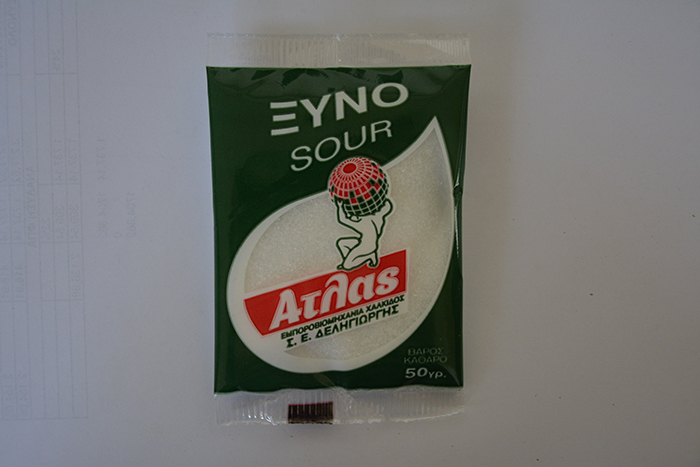 ΞΥΝΟ
SOUR
Ατλας
ΕΜΠΟΡΟΒΙΟΜΗΧΑΝΙΑ ΧΑΛΚΙΔΟΣ
Σ. Ε. ΔΕΛΗΓΙΩΡΓΗΣ
ΒΑΡΟΣ
ΚΑΘΑΡΟ
50γρ.